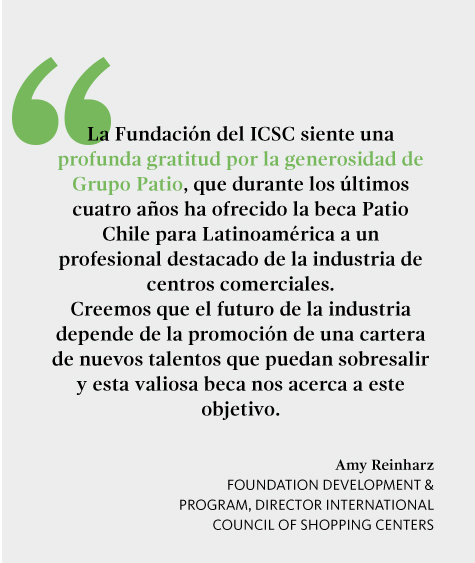 La Fundación del ICSC siente una
profunda gratitud por la generosidad de
Grupo Patio, que durante los últimos
cuatro años ha ofrecido la beca Patio
Chile para Latinoamérica a un
profesional destacado de la industria de
centros comerciales.
Creemos que el futuro de la industria
depende de la promoción de una cartera
de nuevos talentos que puedan sobresalir
y esta valiosa beca nos acerca a este
objetivo.
Amy Reinharz
FOUNDATION DEVELOPMENT &
PROGRAM, DIRECTOR INTERNATIONAL
COUNCIL OF SHOPPING CENTERS